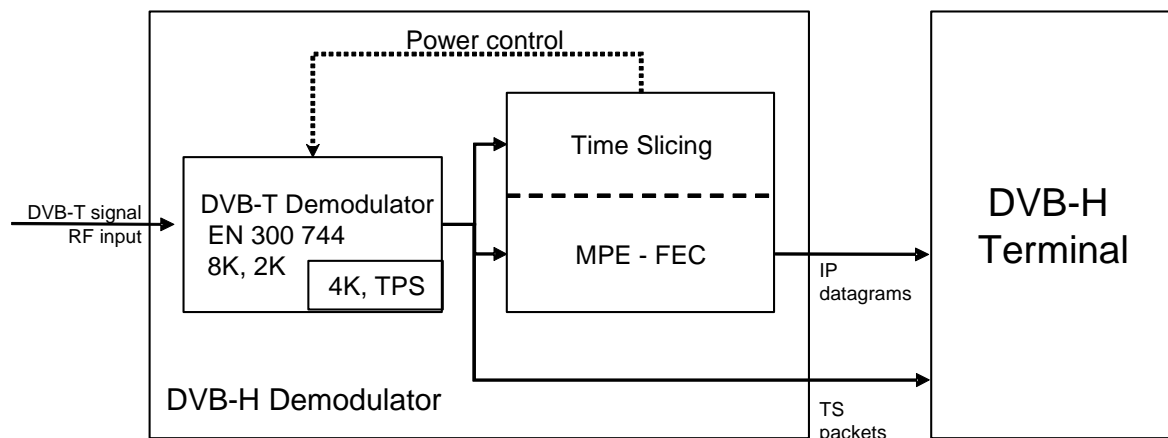 Power control
Time Slicing
DVB-T signal
RF input
DVB-T Demodulator
EN 300 744
8K, 2K
4K, TPS
MPE - FEC
IP
datagrams
DVB-H
Terminal
DVB-H Demodulator
TS
packets